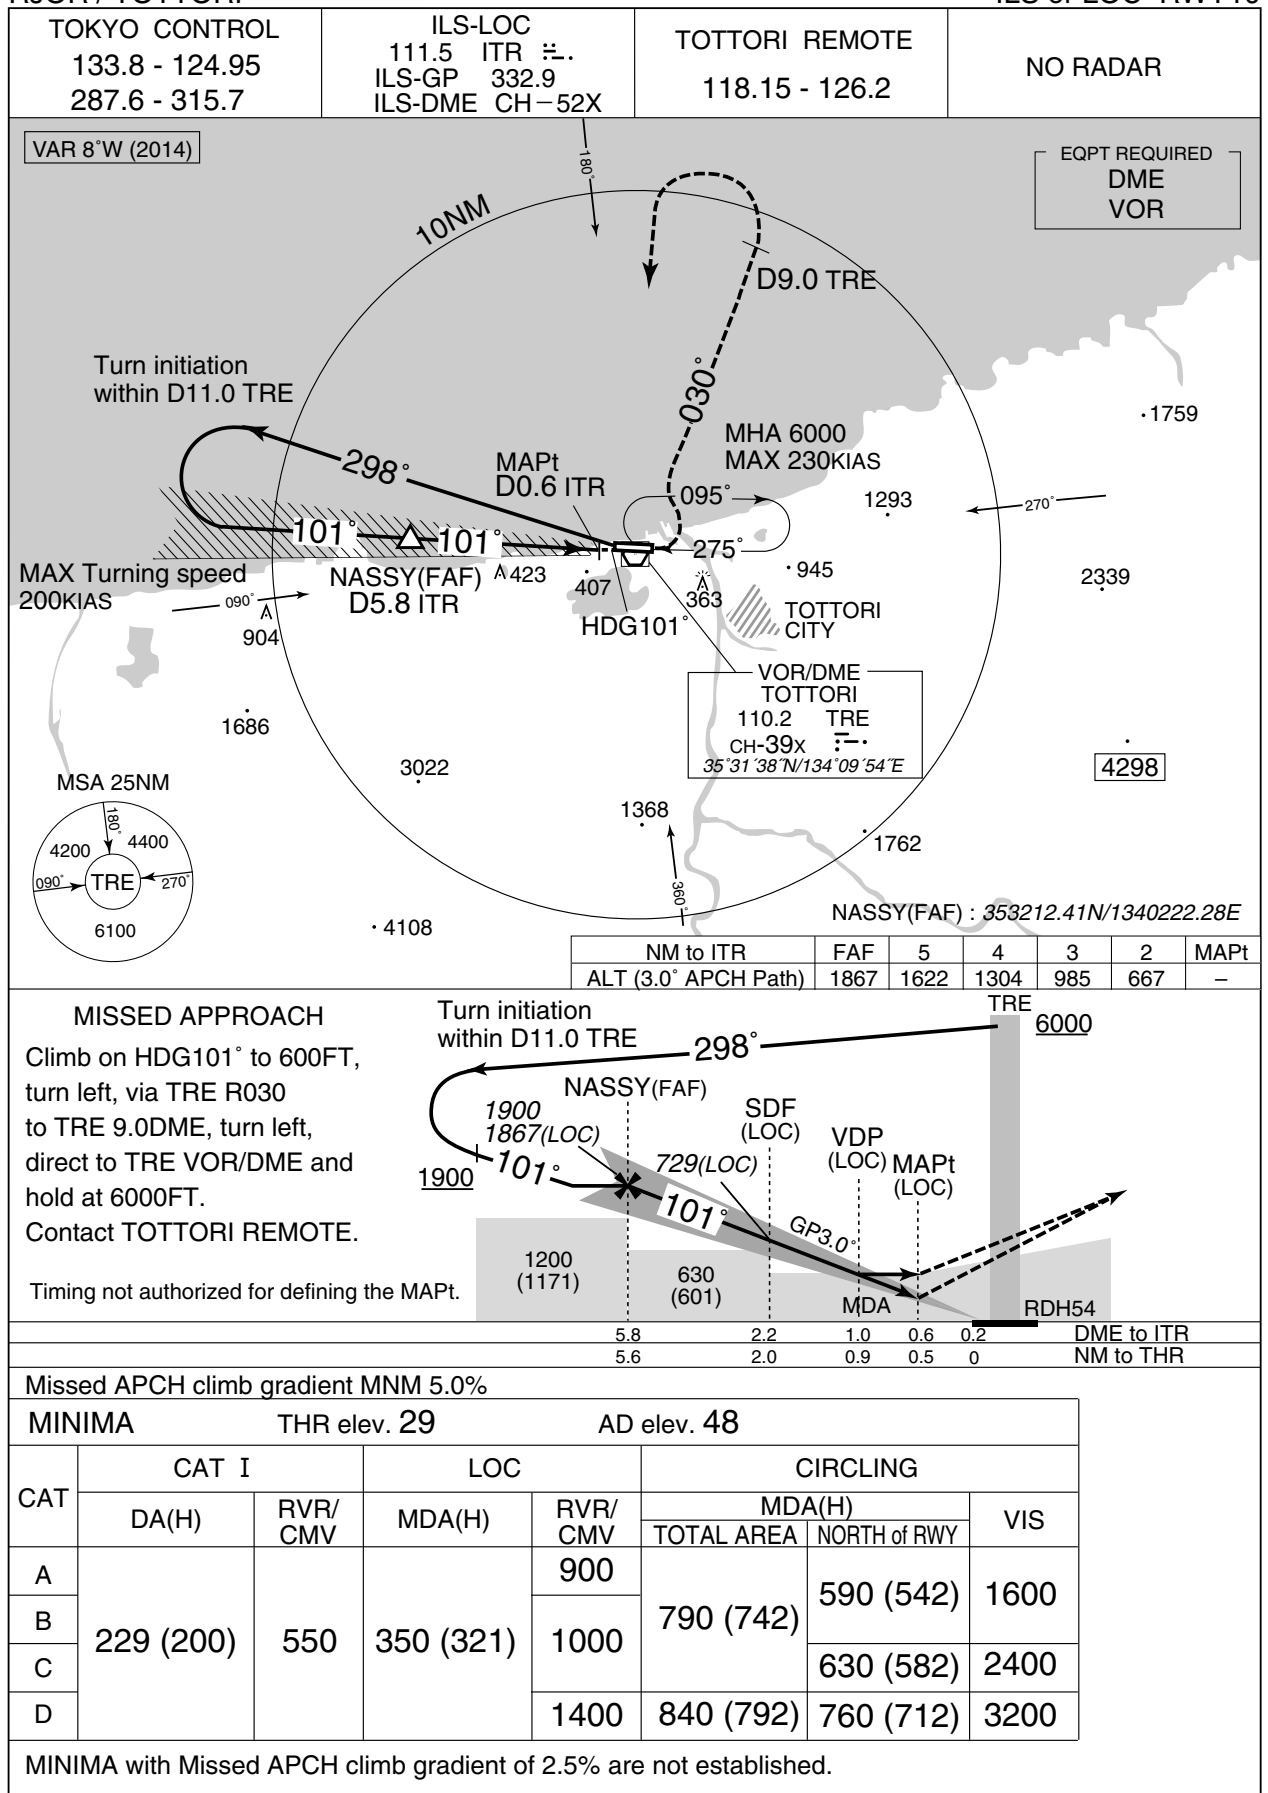 TOKYO CONTROL
133.8 - 124.95
287.6 - 315.7
ILS-LOC
111.5 ITR
ILS-GP 332.9
ILS-DME CH-52X
TOTTORI REMOTE
118.15 - 126.2
NO RADAR
VAR 8°W (2014)
EQPT REQUIRED
DME
VOR
180°
10NM
D9.0 TRE
Turn initiation
within D11.0 TRE
030°
1759
298°
MAPt
D0.6 ITR
MHA 6000
MAX 230KIAS
095°
1293
270°
101°
101°
275°
MAX Turning speed
200KIAS
NASSY(FAF)
D5.8 ITR
423
407
363
945
2339
090°
904
HDG101°
TOTTORI
CITY
VOR/DME
TOTTORI
110.2 TRE
CH-39X
35°31´38˝N/134°09´54˝E
1686
3022
4298
MSA 25NM
180°
4200
4400
090°
TRE
270°
6100
1368
1762
360°
4108
NASSY(FAF) : 353212.41N/1340222.28E
NM to ITR FAF 5 4 3 2 MAPt
ALT (3.0° APCH Path) 1867 1622 1304 985 667 –
MISSED APPROACH
Climb on HDG101° to 600FT,
turn left, via TRE R030
to TRE 9.0DME, turn left,
direct to TRE VOR/DME and
hold at 6000FT.
Contact TOTTORI REMOTE.
Timing not authorized for defining the MAPt.
Turn initiation
within D11.0 TRE
298°
TRE
6000
NASSY(FAF)
1900
1867(LOC)
SDF
(LOC)
VDP
(LOC)
MAPt
(LOC)
729(LOC)
1900
101°
101°
GP3.0°
1200
(1171)
630
(601)
MDA
RDH54
5.8 2.2 1.0 0.6 0.2 DME to ITR
5.6 2.0 0.9 0.5 0 NM to THR
Missed APCH climb gradient MNM 5.0%
MINIMA THR elev. 29 AD elev. 48
CAT
CAT I
LOC
CIRCLING
DA(H)
RVR/
CMV
MDA(H)
RVR/
CMV
MDA(H)
TOTAL AREA
NORTH of RWY
VIS
A
B
C
D
229 (200)
550
350 (321)
900
1000
1400
790 (742)
840 (792)
590 (542)
630 (582)
760 (712)
1600
2400
3200
MINIMA with Missed APCH climb gradient of 2.5% are not established.